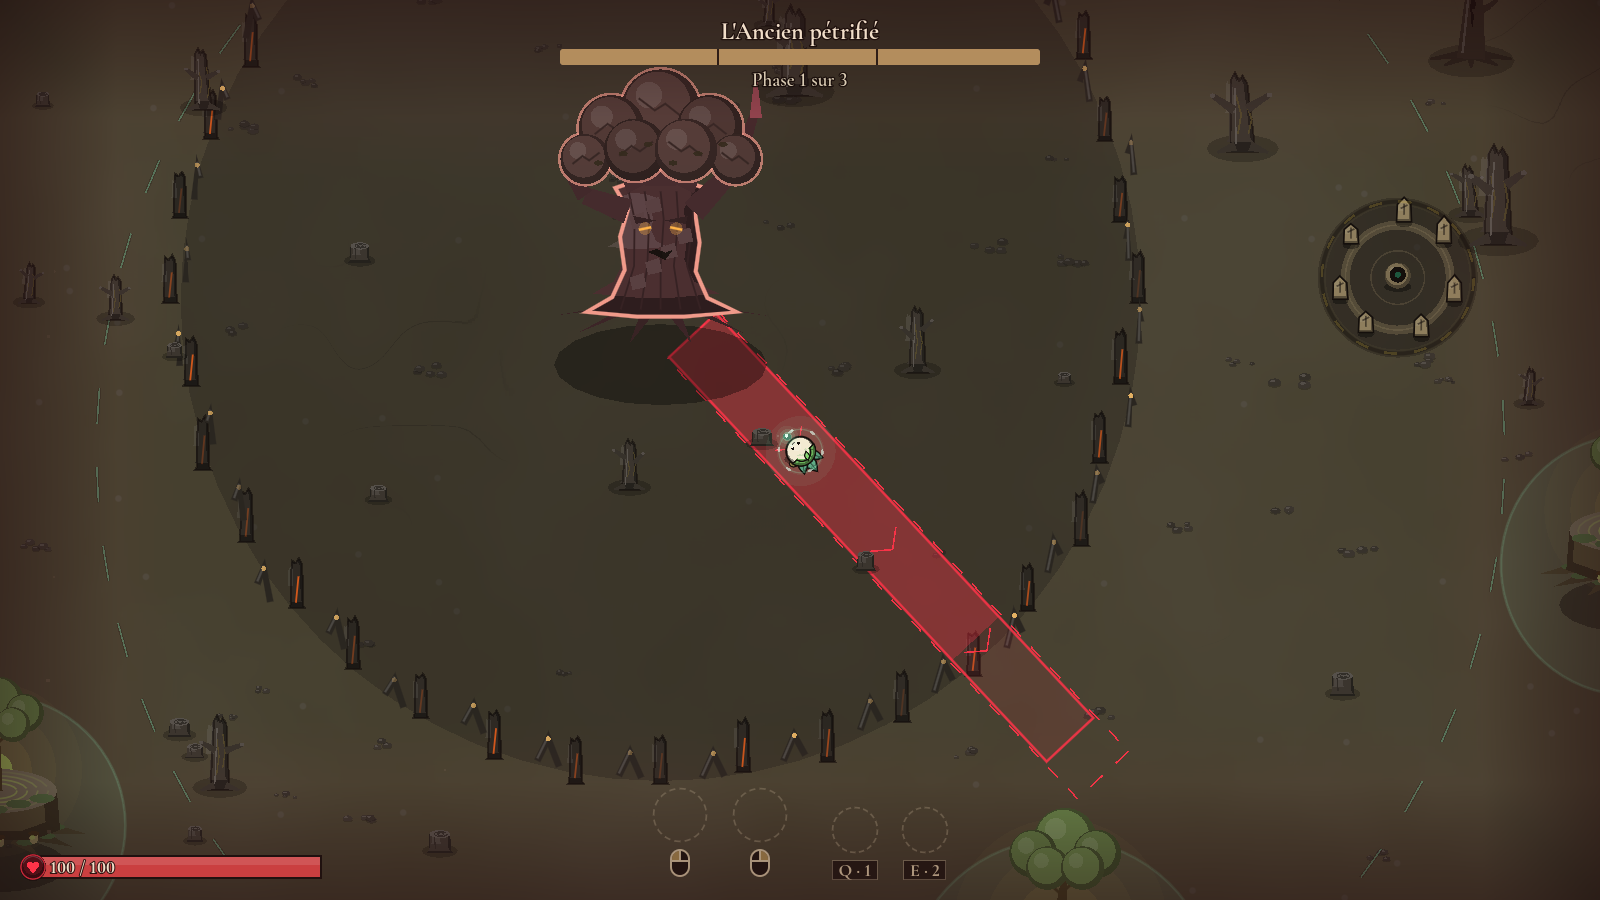 L'Ancien pétrifié
Phase 1 sur 3
100 / 100
Q · 1
E · 2